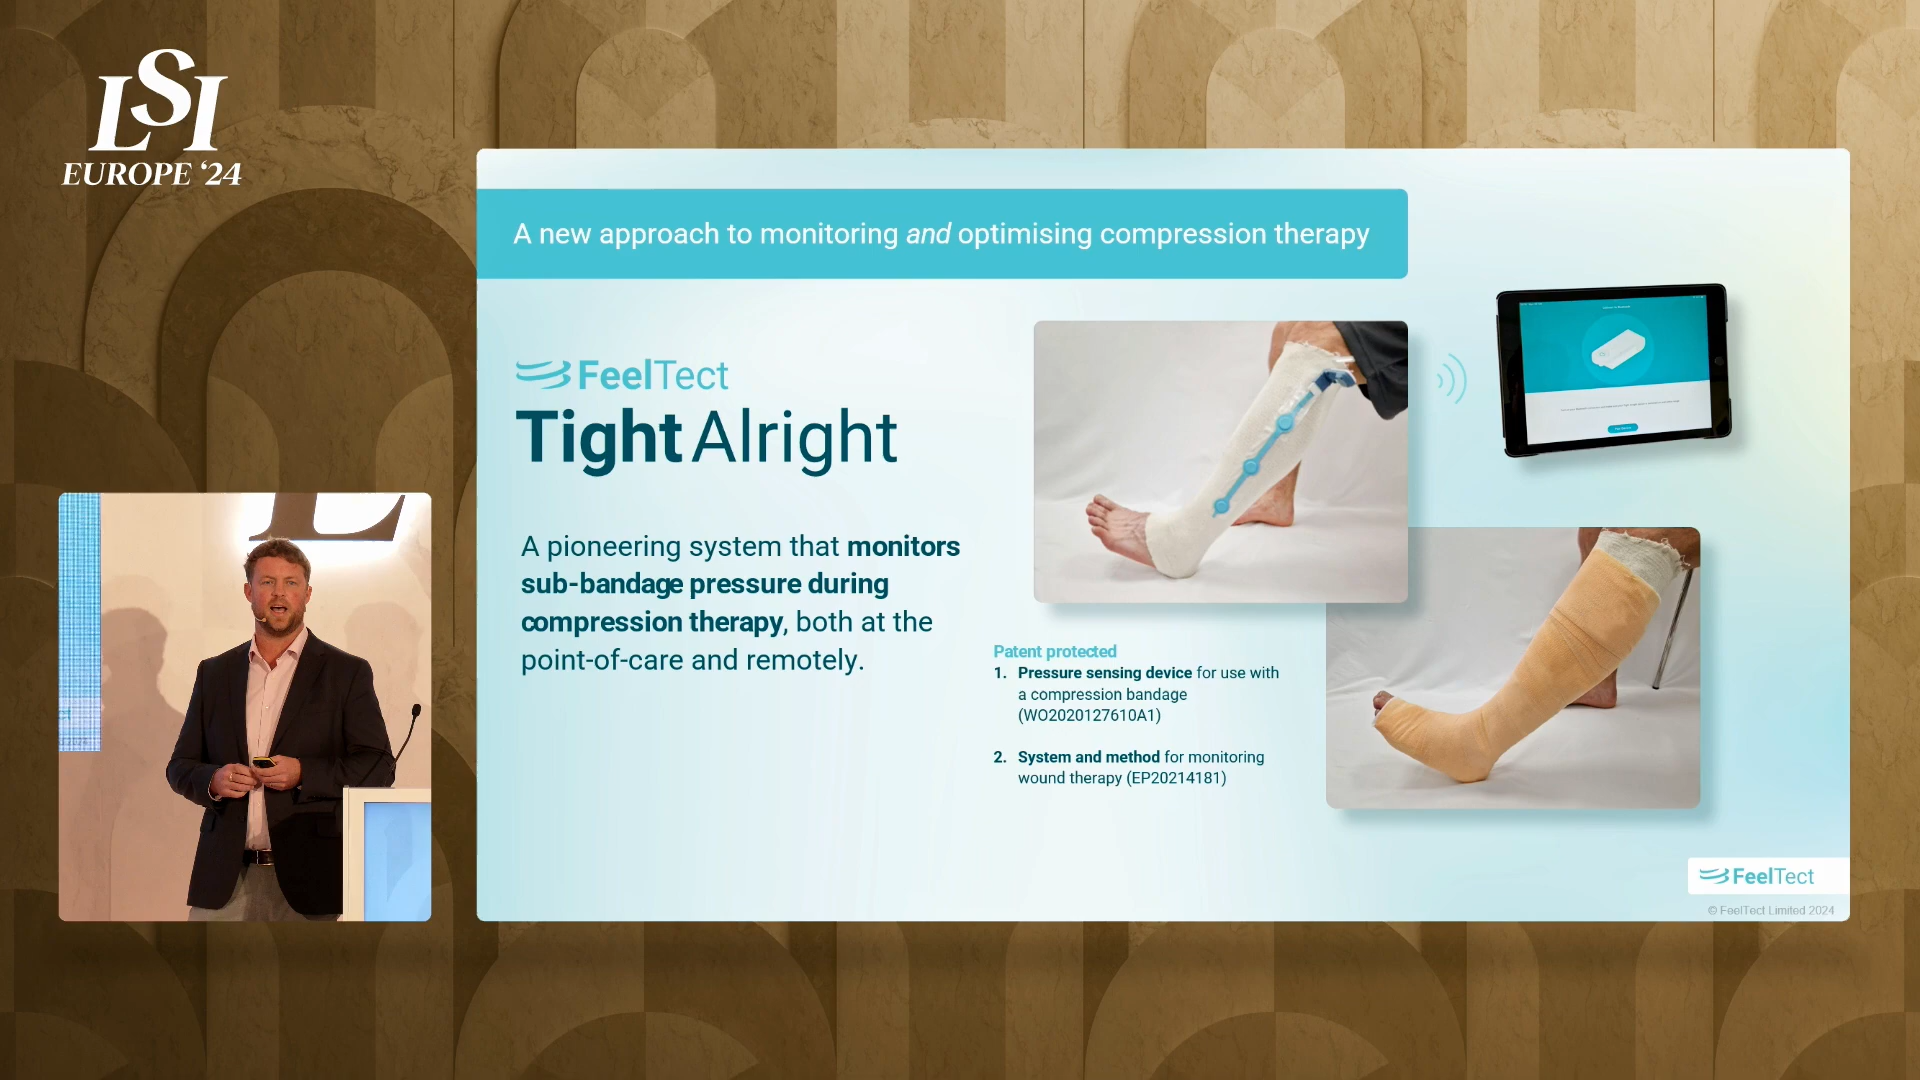 LSI
EUROPE ‘24
A new approach to monitoring and optimising compression therapy
FeelTect
Tight Alright
A pioneering system that monitors
sub-bandage pressure during
compression therapy, both at the
point-of-care and remotely.
Patent protected
1. Pressure sensing device for use with
a compression bandage
(WO2020127610A1)
2. System and method for monitoring
wound therapy (EP20214181)
FeelTect
© FeelTect Limited 2024